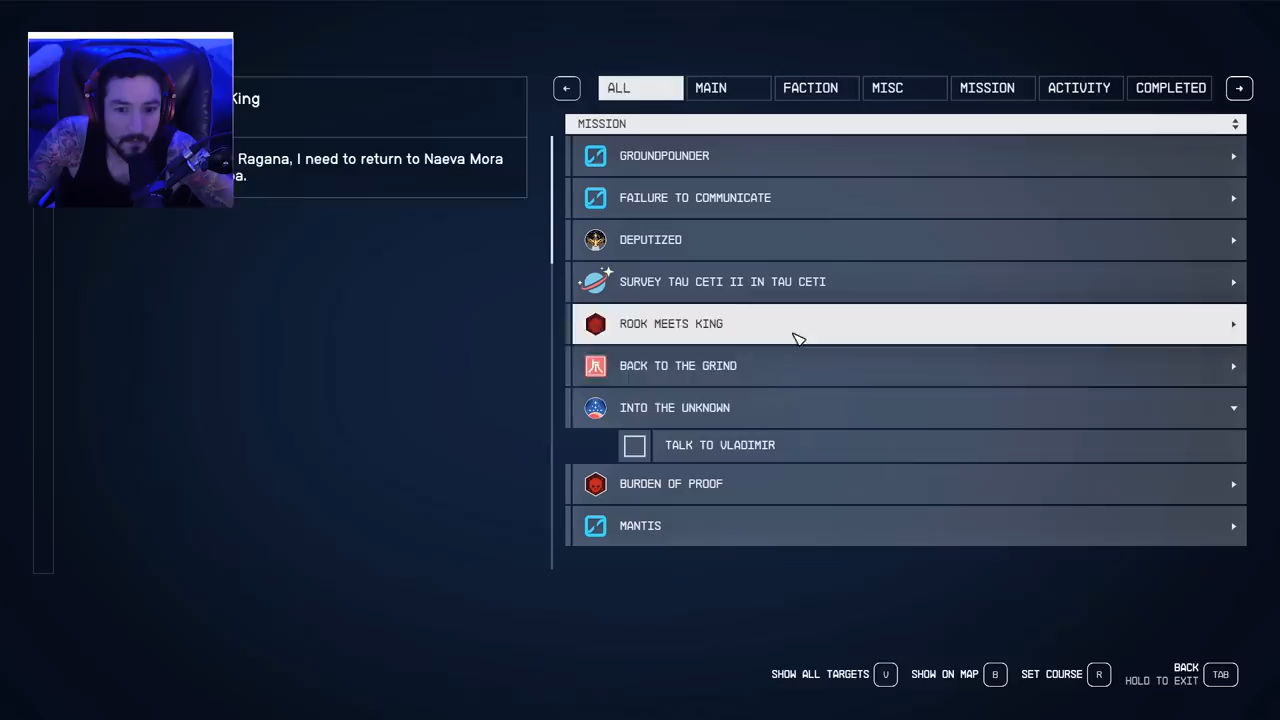 King
Ragana, I need to return to Naeva Mora
a.
←
ALL
MAIN
FACTION
MISC
MISSION
ACTIVITY
COMPLETED
→
MISSION
GROUNDPOUNDER
FAILURE TO COMMUNICATE
DEPUTIZED
SURVEY TAU CETI II IN TAU CETI
ROOK MEETS KING
BACK TO THE GRIND
INTO THE UNKNOWN
TALK TO VLADIMIR
BURDEN OF PROOF
MANTIS
SHOW ALL TARGETS V
SHOW ON MAP B
SET COURSE R
BACK
HOLD TO EXIT TAB